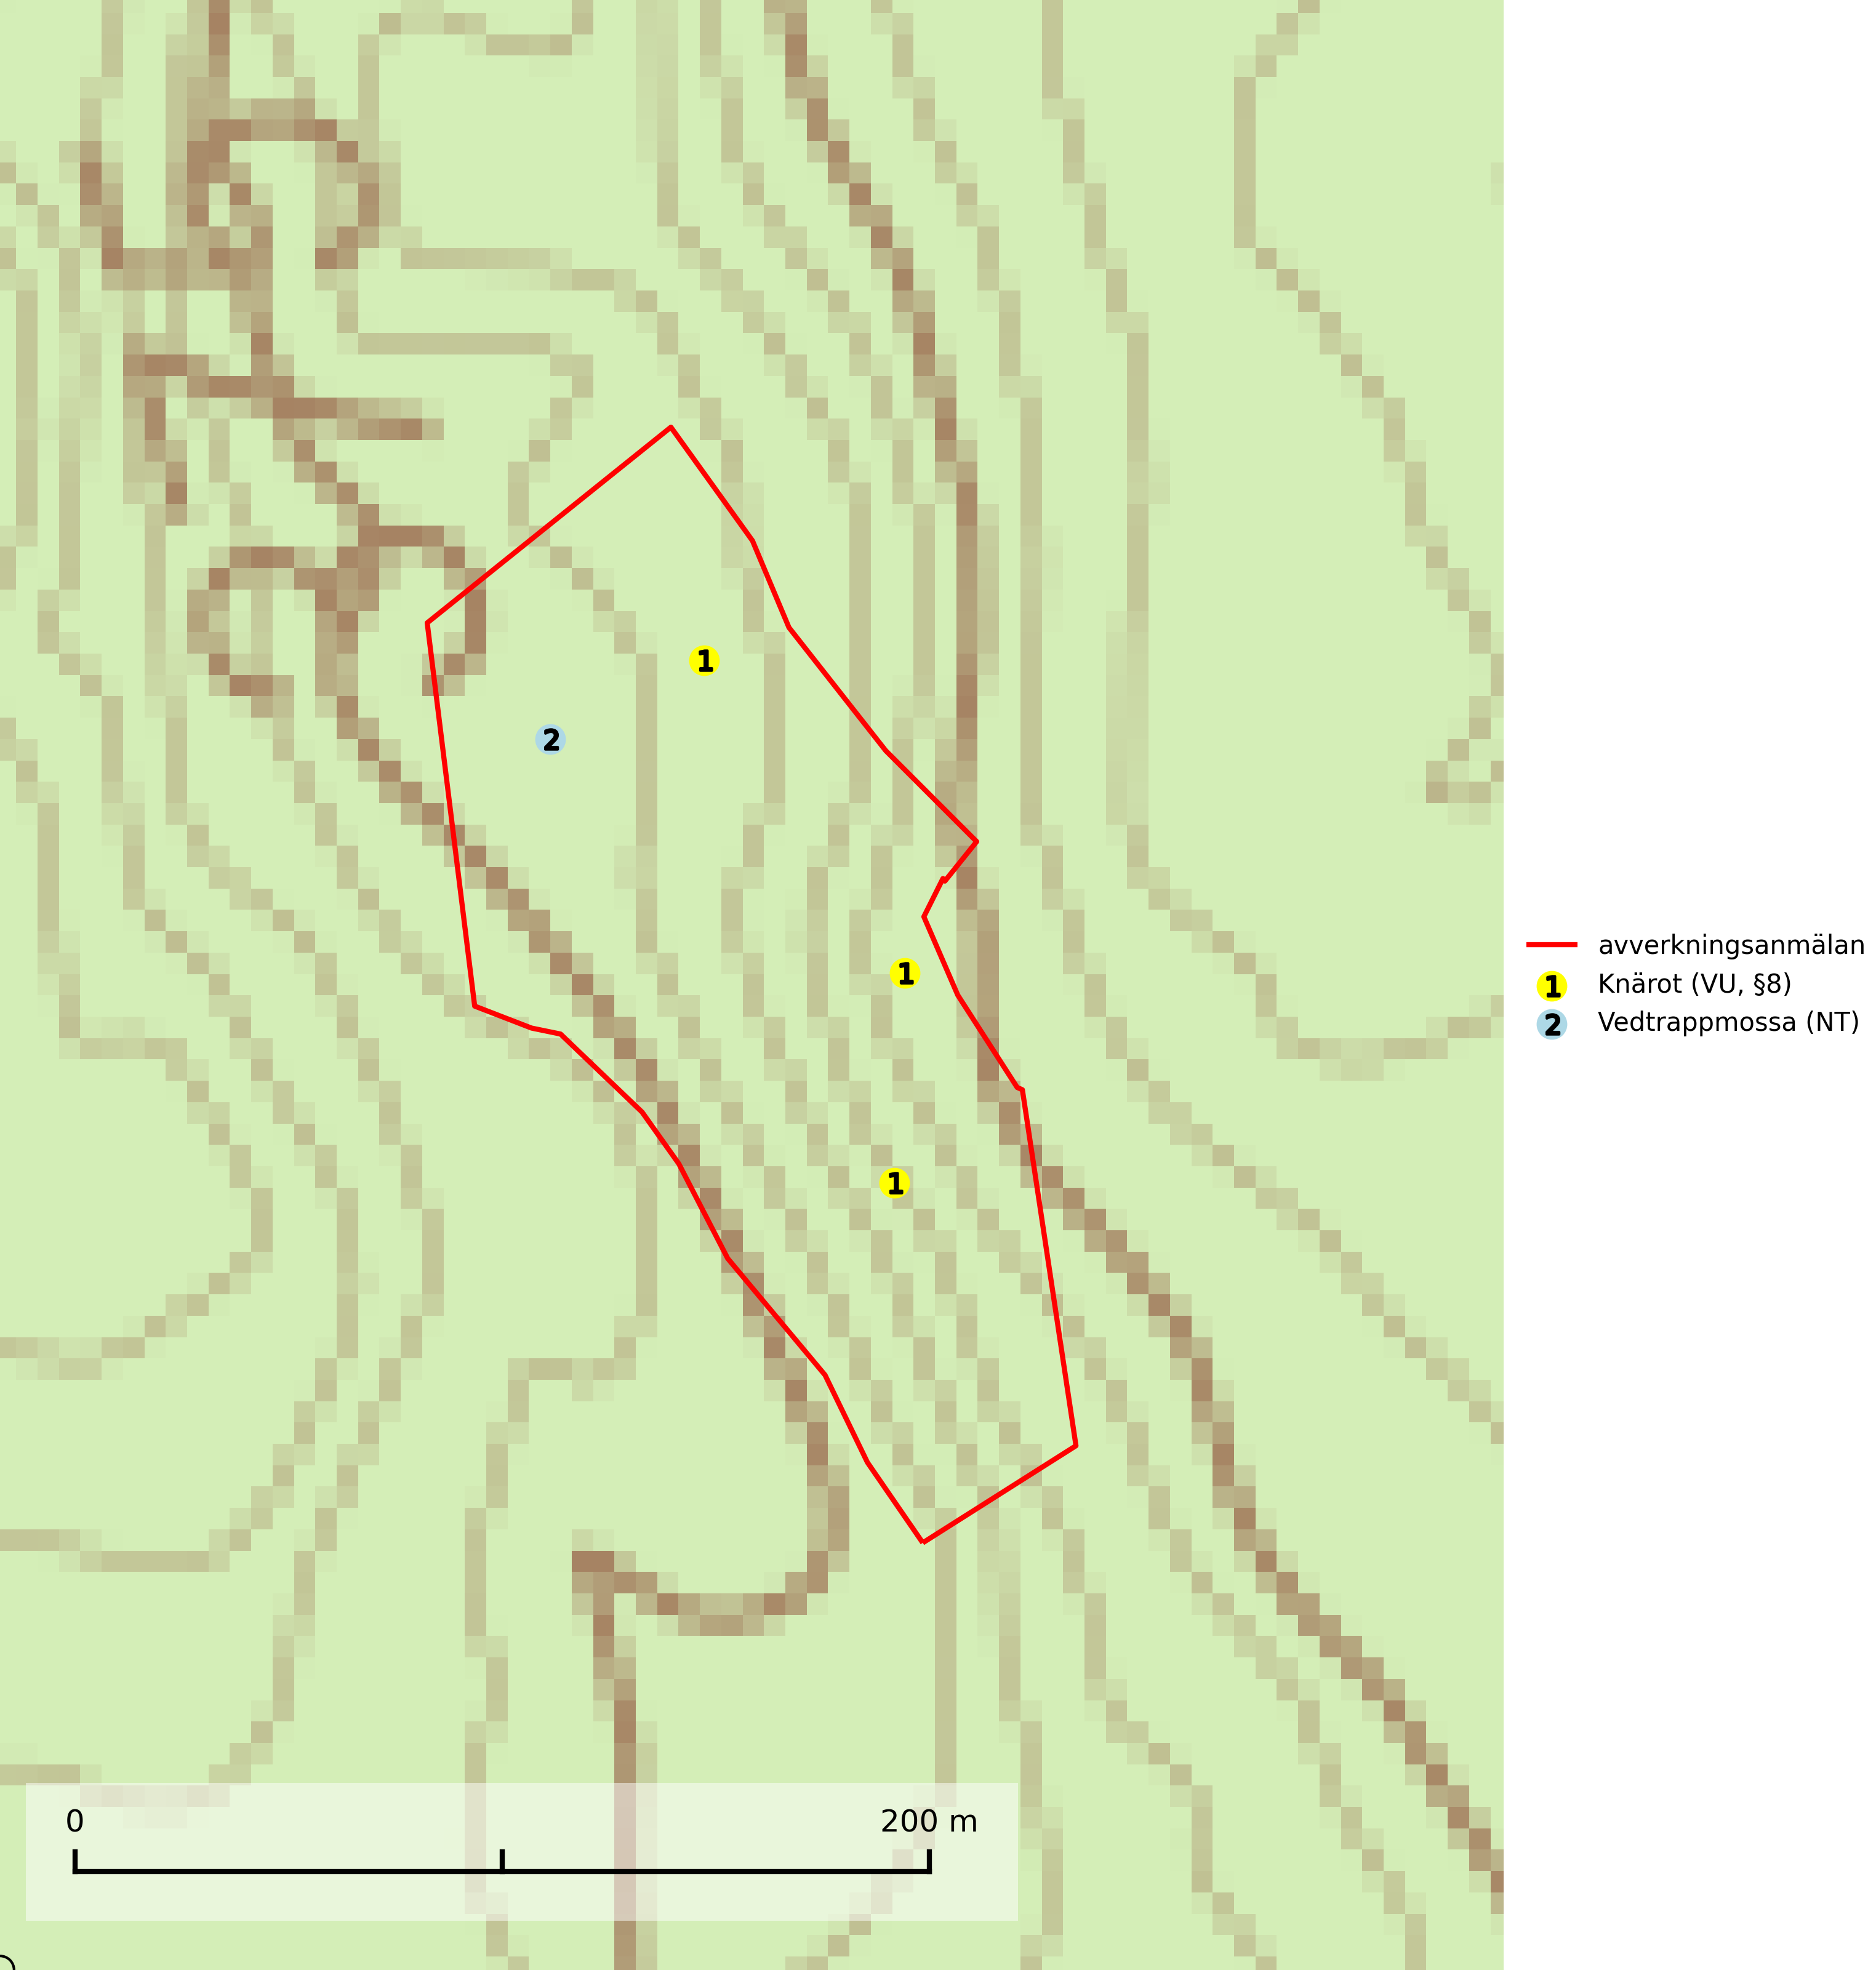 1
2
1
1
avverkningsanmälan
1 Knärot (VU, §8)
2 Vedtrappmossa (NT)
0 200 m